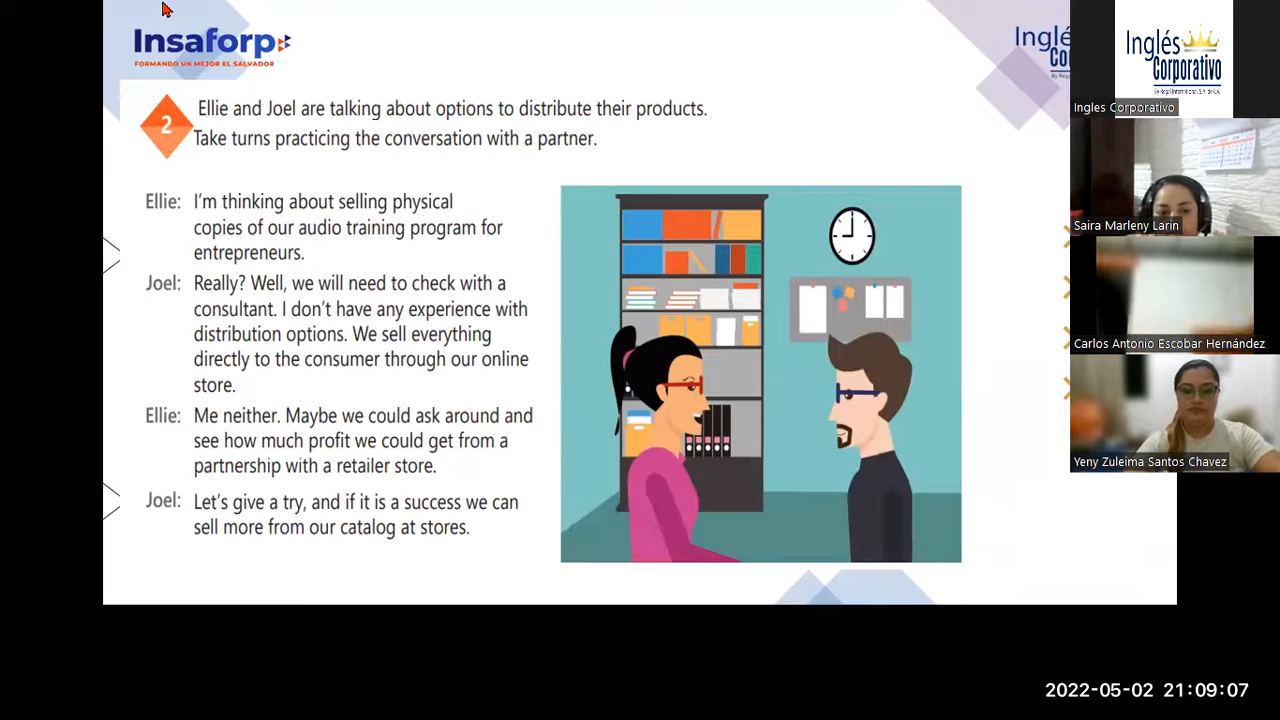 Insaforp
FORMANDO UN MEJOR EL SALVADOR
Inglé
Co
2
Ellie and Joel are talking about options to distribute their products.
Take turns practicing the conversation with a partner.
Ellie: I'm thinking about selling physical
copies of our audio training program for
entrepreneurs.
Joel: Really? Well, we will need to check with a
consultant. I don't have any experience with
distribution options. We sell everything
directly to the consumer through our online
store.
Ellie: Me neither. Maybe we could ask around and
see how much profit we could get from a
partnership with a retailer store.
Joel: Let's give a try, and if it is a success we can
sell more from our catalog at stores.
Inglés
Corporativo
By Regal International, S.A. de C.V.
Ingles Corporativo
Saira Marleny Larin
Carlos Antonio Escobar Hernández
Yeny Zuleima Santos Chavez
2022-05-02 21:09:07